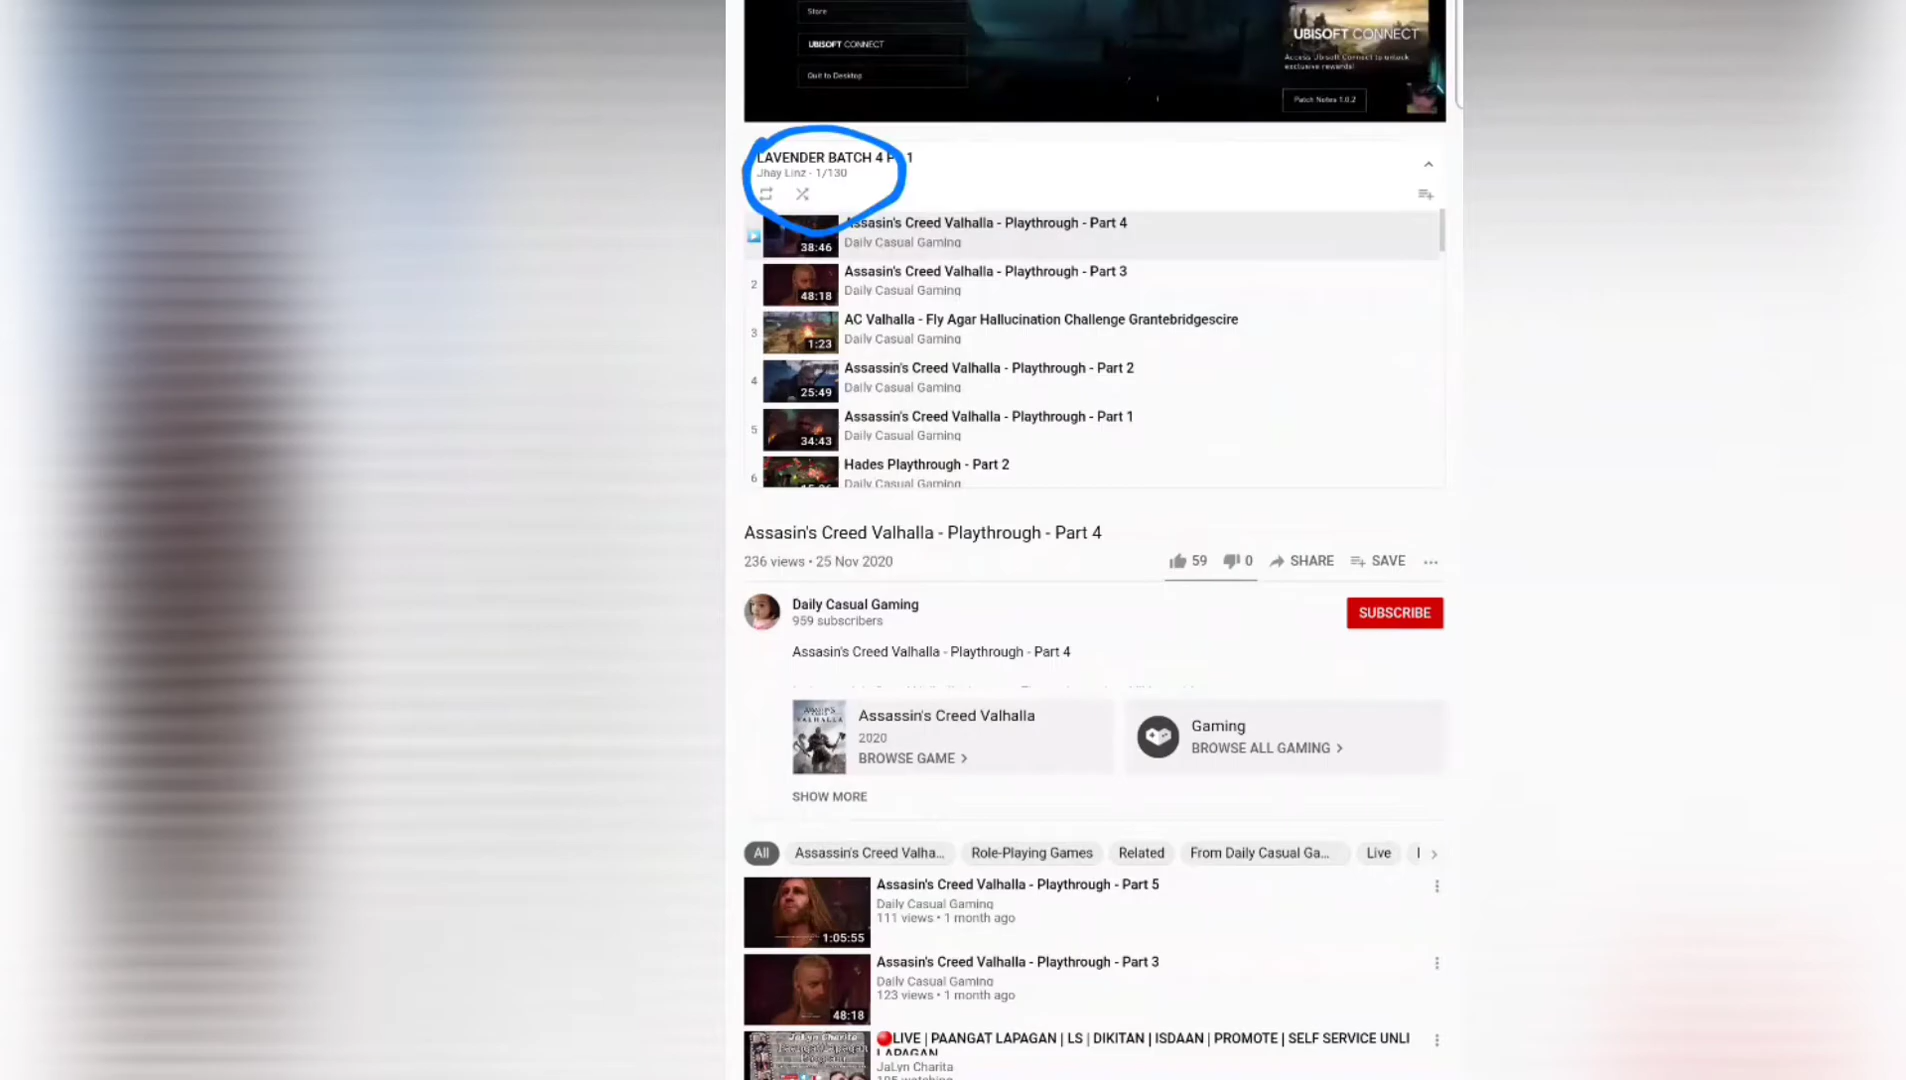 Store
UBISOFT CONNECT
Quit to Desktop
UBISOFT CONNECT
Access Ubisoft Connect to unlock
exclusive rewards!
Patch Notes 1.0.2
LAVENDER BATCH 4 P 1
Jhay Linz - 1/130
Assasin's Creed Valhalla - Playthrough - Part 4
Daily Casual Gaming
38:46
2
Assasin's Creed Valhalla - Playthrough - Part 3
Daily Casual Gaming
48:18
3
AC Valhalla - Fly Agar Hallucination Challenge Grantebridgescire
Daily Casual Gaming
1:23
4
Assassin's Creed Valhalla - Playthrough - Part 2
Daily Casual Gaming
25:49
5
Assassin's Creed Valhalla - Playthrough - Part 1
Daily Casual Gaming
34:43
6
Hades Playthrough - Part 2
Daily Casual Gaming
Assasin's Creed Valhalla - Playthrough - Part 4
236 views • 25 Nov 2020
59 0 SHARE SAVE ...
Daily Casual Gaming
959 subscribers
SUBSCRIBE
Assasin's Creed Valhalla - Playthrough - Part 4
ASSASSIN'S
VALHALLA
Assassin's Creed Valhalla
2020
BROWSE GAME >
Gaming
BROWSE ALL GAMING >
SHOW MORE
All Assassin's Creed Valha... Role-Playing Games Related From Daily Casual Ga... Live
Assasin's Creed Valhalla - Playthrough - Part 5
Daily Casual Gaming
111 views • 1 month ago
1:05:55
Assasin's Creed Valhalla - Playthrough - Part 3
Daily Casual Gaming
123 views • 1 month ago
48:18
LIVE | PAANGAT LAPAGAN | LS | DIKITAN | ISDAAN | PROMOTE | SELF SERVICE UNLI
LAPAGAN
JaLyn Charita
JaLyn Charita